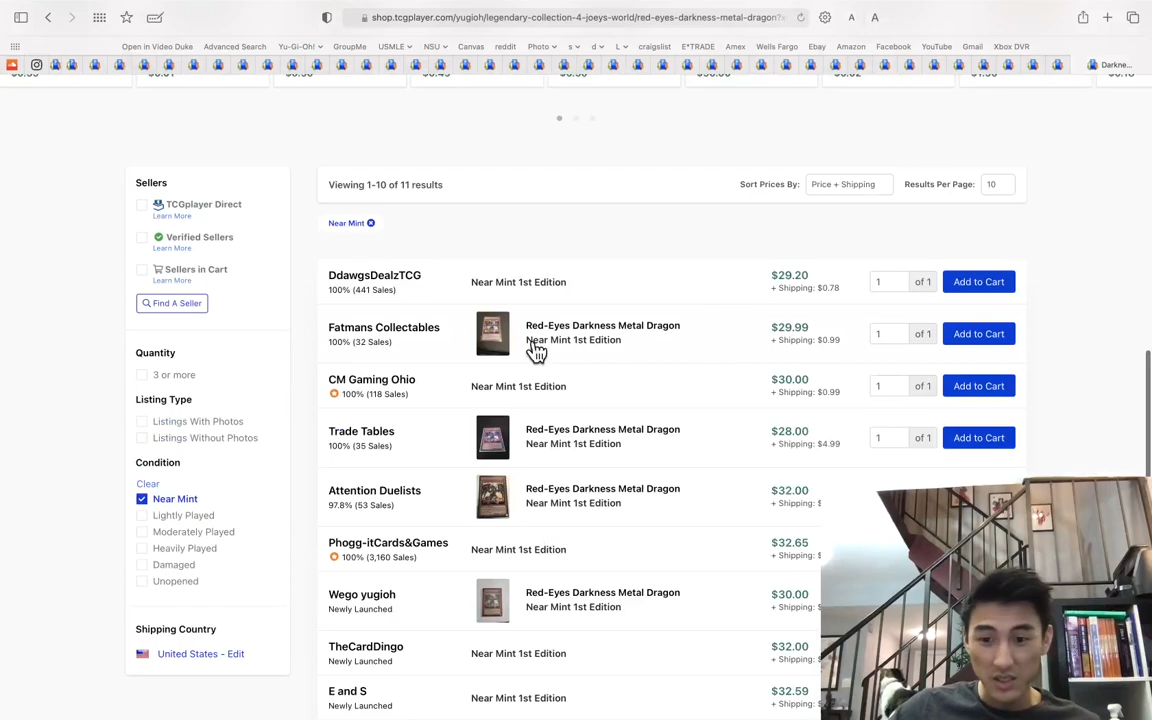 shop.tcgplayer.com/yugioh/legendary-collection-4-joeys-world/red-eyes-darkness-metal-dragon?
A A
Open in Video Duke Advanced Search Yu-Gi-Oh! GroupMe USMLE NSU Canvas reddit Photo s d L craigslist E*TRADE Amex Wells Fargo Ebay Amazon Facebook YouTube Gmail Xbox DVR
Darkne...
Sellers
TCGplayer Direct
Learn More
Verified Sellers
Learn More
Sellers in Cart
Learn More
Find A Seller
Quantity
3 or more
Listing Type
Listings With Photos
Listings Without Photos
Condition
Clear
Near Mint
Lightly Played
Moderately Played
Heavily Played
Damaged
Unopened
Shipping Country
United States - Edit
Viewing 1-10 of 11 results
Sort Prices By: Price + Shipping Results Per Page: 10
Near Mint
DdawgsDealzTCG
100% (441 Sales)
Near Mint 1st Edition
$29.20
+ Shipping: $0.78
1 of 1 Add to Cart
Fatmans Collectables
100% (32 Sales)
Red-Eyes Darkness Metal Dragon
Near Mint 1st Edition
$29.99
+ Shipping: $0.99
1 of 1 Add to Cart
CM Gaming Ohio
100% (118 Sales)
Near Mint 1st Edition
$30.00
+ Shipping: $0.99
1 of 1 Add to Cart
Trade Tables
100% (35 Sales)
Red-Eyes Darkness Metal Dragon
Near Mint 1st Edition
$28.00
+ Shipping: $4.99
1 of 1 Add to Cart
Attention Duelists
97.8% (53 Sales)
Red-Eyes Darkness Metal Dragon
Near Mint 1st Edition
$32.00
+ Shipping: $
Phogg-itCards&Games
100% (3,160 Sales)
Near Mint 1st Edition
$32.65
+ Shipping: $
Wego yugioh
Newly Launched
Red-Eyes Darkness Metal Dragon
Near Mint 1st Edition
$30.00
+ Shipping: $
TheCardDingo
Newly Launched
Near Mint 1st Edition
$32.00
+ Shipping: $
E and S
Newly Launched
Near Mint 1st Edition
$32.59
+ Shipping: $